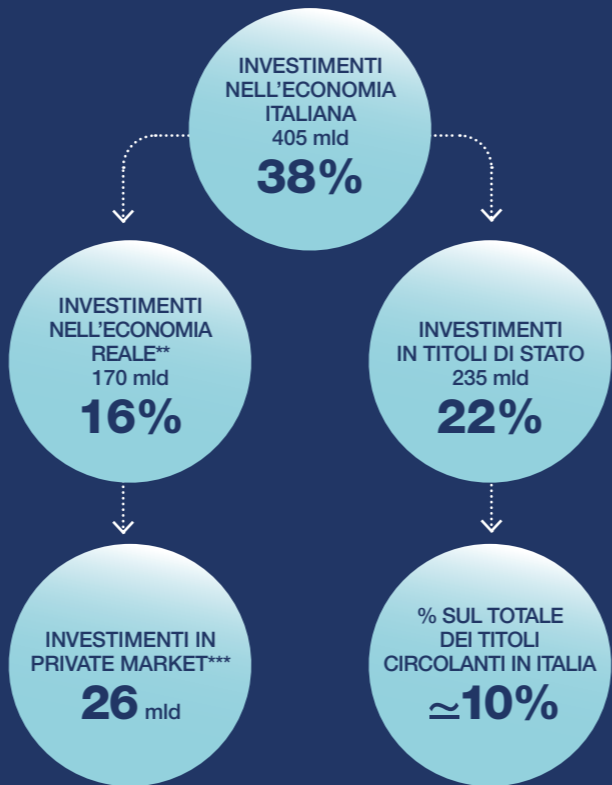 INVESTIMENTI
NELL'ECONOMIA
ITALIANA
405 mld
38%
INVESTIMENTI
NELL'ECONOMIA
REALE**
170 mld
16%
INVESTIMENTI
IN TITOLI DI STATO
235 mld
22%
INVESTIMENTI IN
PRIVATE MARKET***
26 mld
% SUL TOTALE
DEI TITOLI
CIRCOLANTI IN ITALIA
≃10%